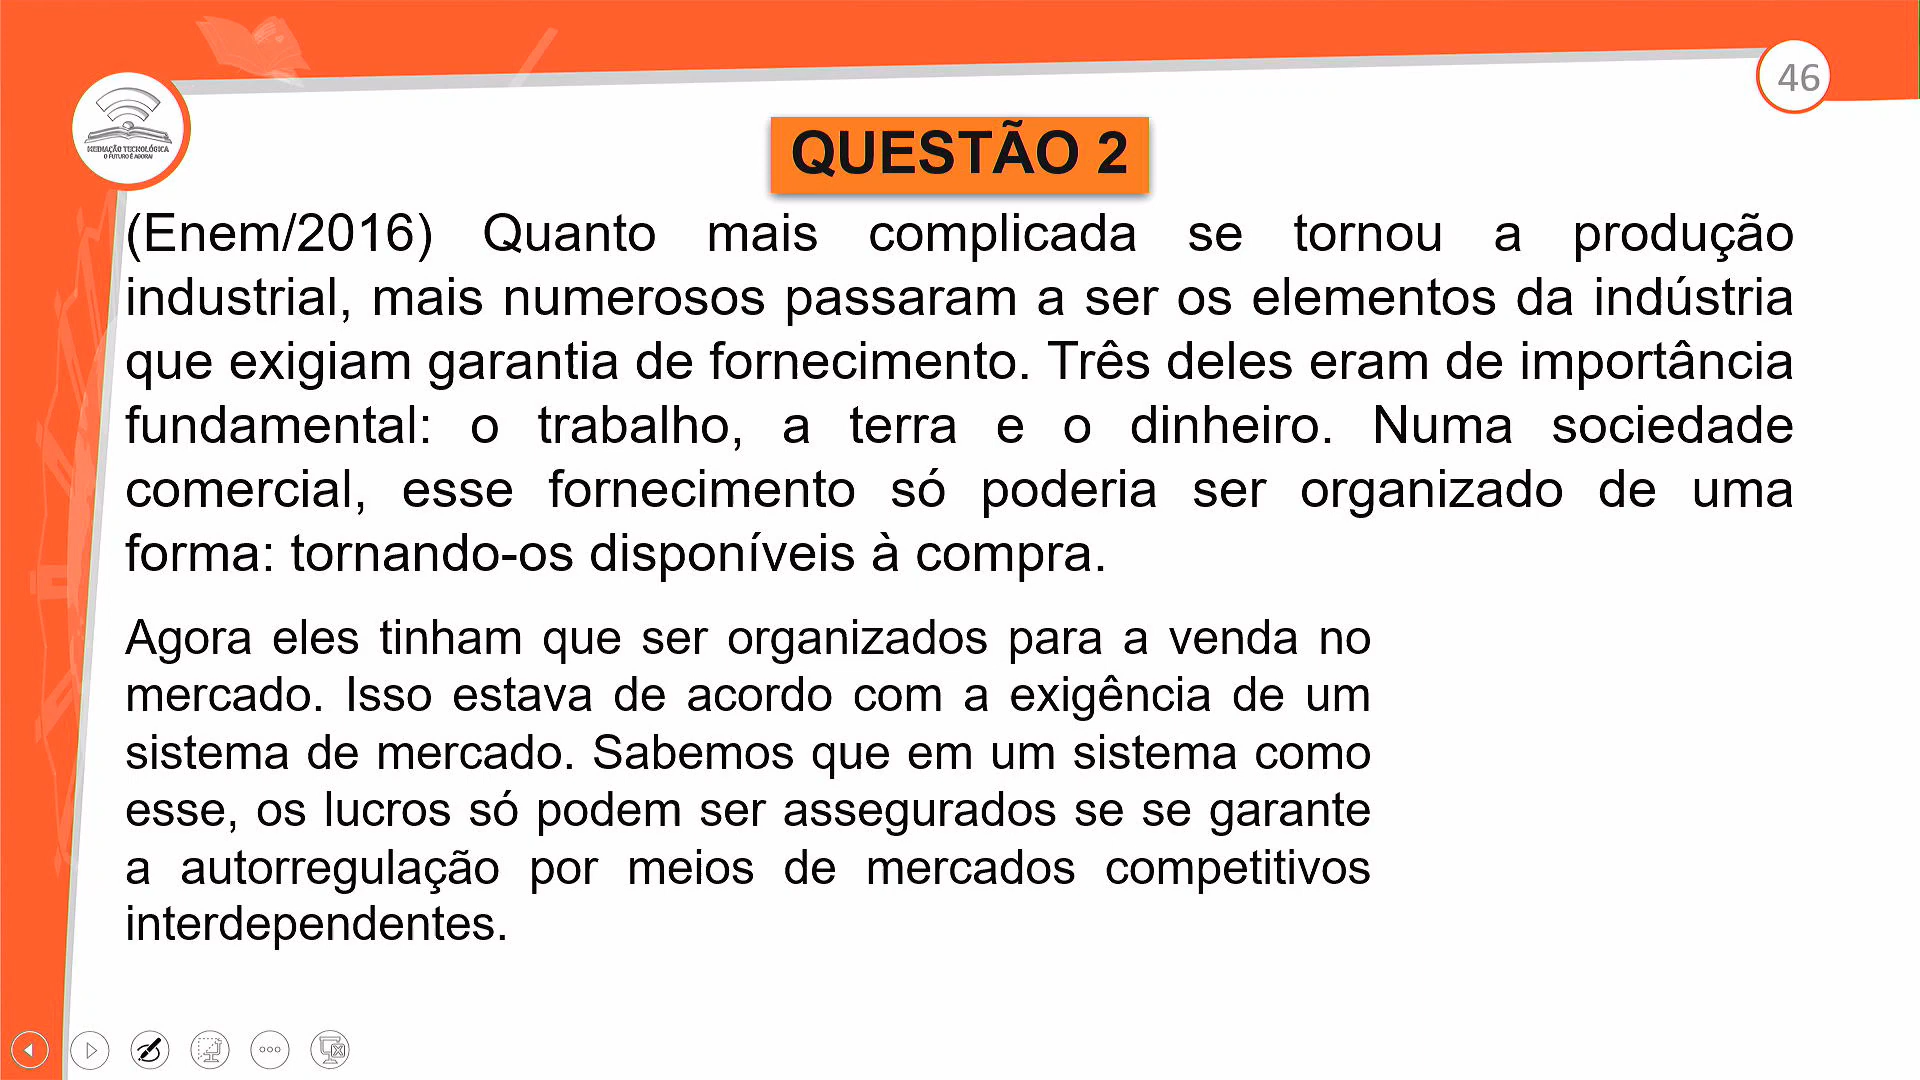 46
MEDIAÇÃO TECNOLÓGICA
O FUTURO É AGORA!
QUESTÃO 2
(Enem/2016) Quanto mais complicada se tornou a produção
industrial, mais numerosos passaram a ser os elementos da indústria
que exigiam garantia de fornecimento. Três deles eram de importância
fundamental: o trabalho, a terra e o dinheiro. Numa sociedade
comercial, esse fornecimento só poderia ser organizado de uma
forma: tornando-os disponíveis à compra.
Agora eles tinham que ser organizados para a venda no
mercado. Isso estava de acordo com a exigência de um
sistema de mercado. Sabemos que em um sistema como
esse, os lucros só podem ser assegurados se se garante
a autorregulação por meios de mercados competitivos
interdependentes.